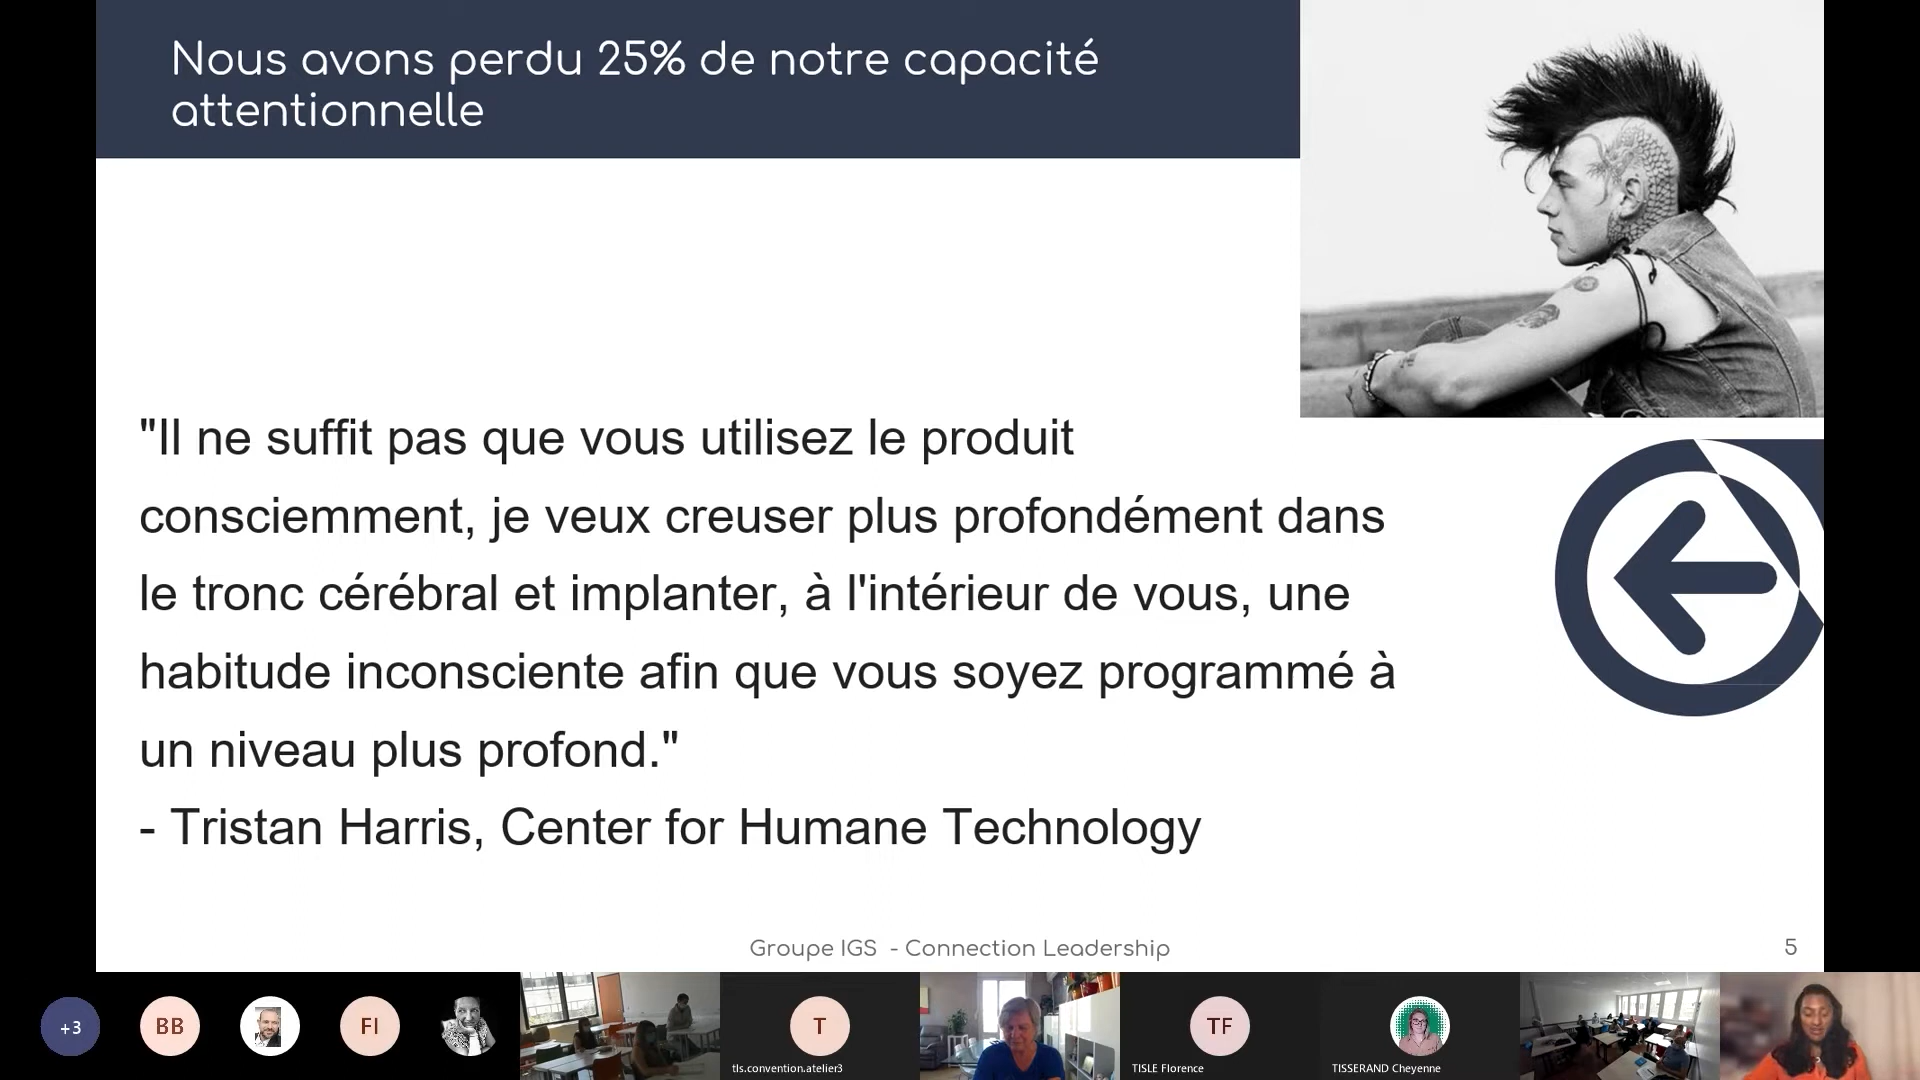 Nous avons perdu 25% de notre capacité
attentionnelle
"Il ne suffit pas que vous utilisez le produit
consciemment, je veux creuser plus profondément dans
le tronc cérébral et implanter, à l'intérieur de vous, une
habitude inconsciente afin que vous soyez programmé à
un niveau plus profond."
- Tristan Harris, Center for Humane Technology
Groupe IGS - Connection Leadership
5
+3
BB
FI
T
TF
tls.convention.atelier3
TISLE Florence
TISSERAND Cheyenne